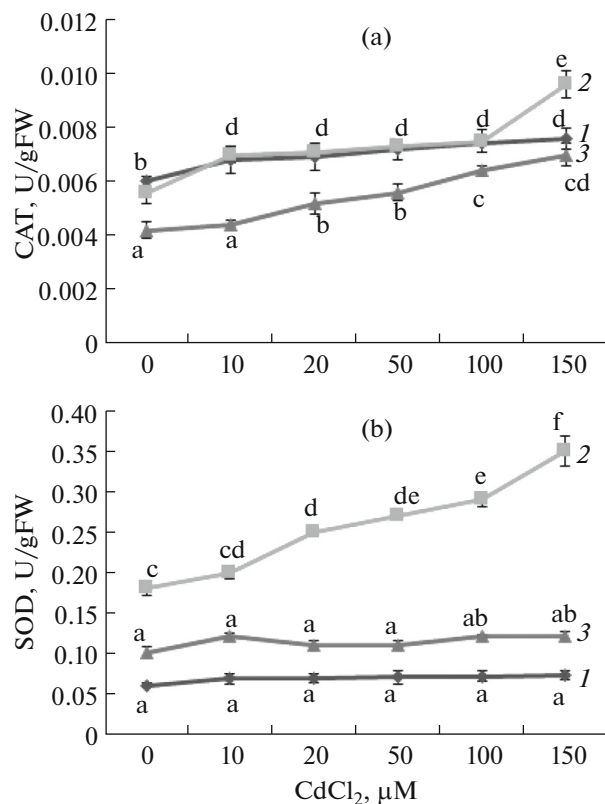 (a)
CAT, U/gFW
0.012
0.010
0.008
0.006
0.004
0.002
0
b d d d d d e
a a b b c cd
2
1
3
0 10 20 50 100 150
(b)
SOD, U/gFW
0.40
0.35
0.30
0.25
0.20
0.15
0.10
0.05
0
c cd d de e f
a a a a ab ab
a a a a a a
2
3
1
0 10 20 50 100 150
CdCl₂, μM